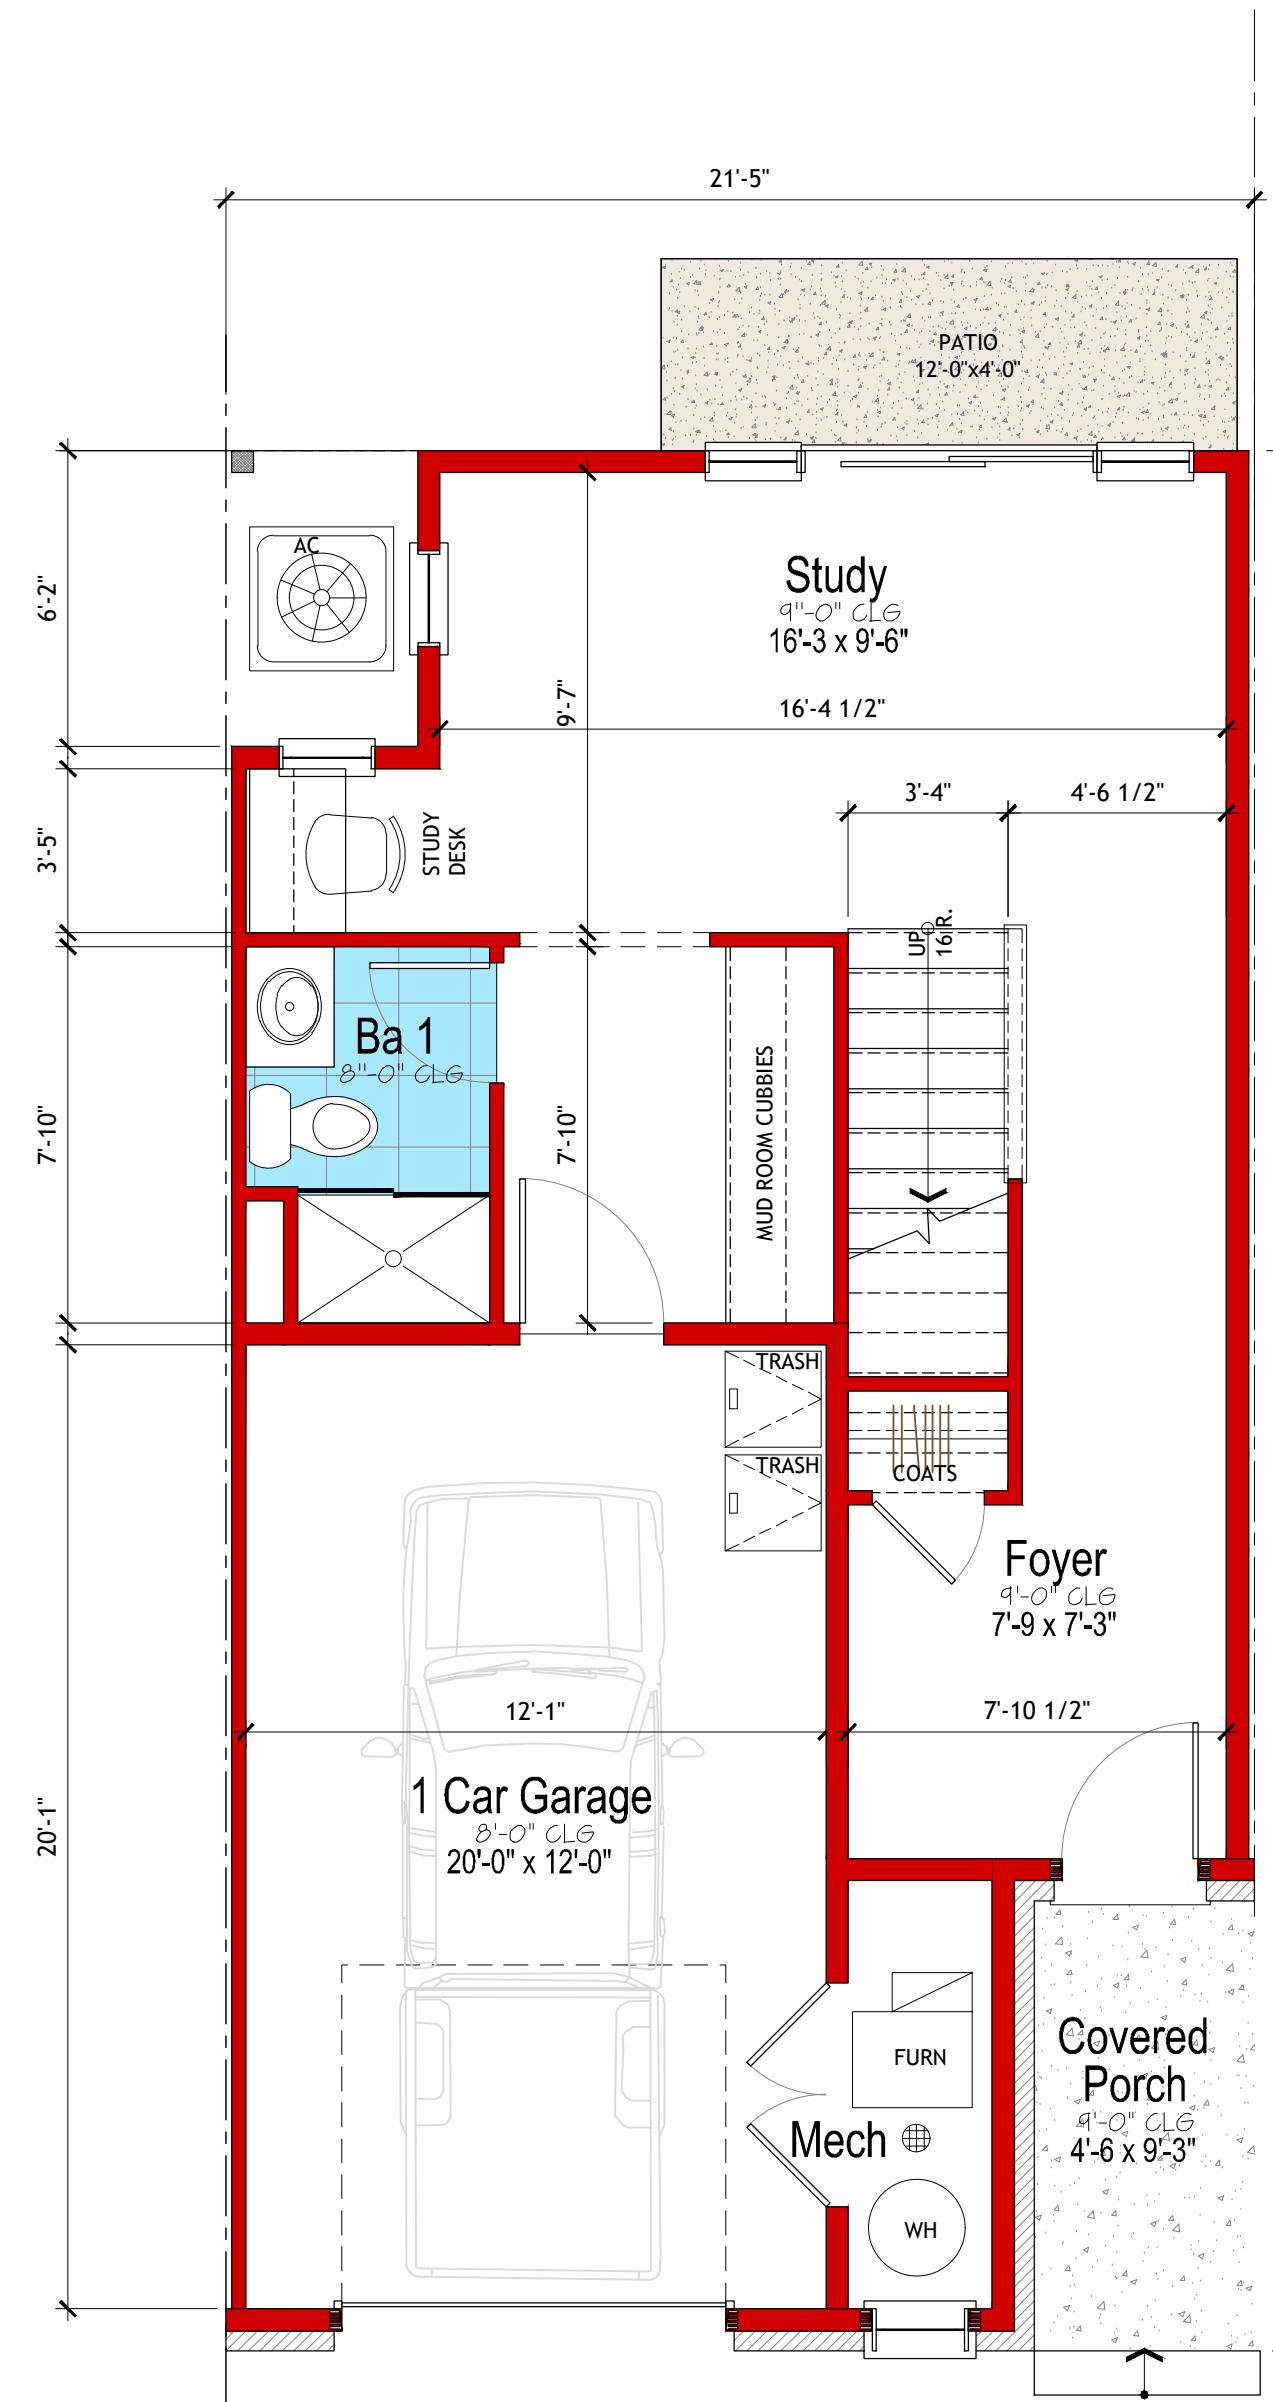 21'-5"
PATIO
12'-0"x4'-0"
AC
6'-2"
Study
9"-0" CLG
16'-3 x 9'-6"
9'-7"
16'-4 1/2"
3'-4"
4'-6 1/2"
3'-5"
STUDY
DESK
UP
16 R.
Ba 1
8"-0" CLG
7'-10"
7'-10"
MUD ROOM CUBBIES
TRASH
TRASH
COATS
Foyer
9'-0" CLG
7'-9 x 7'-3"
12'-1"
7'-10 1/2"
1 Car Garage
8'-0" CLG
20'-0" x 12'-0"
20'-1"
FURN
Covered
Porch
9'-0" CLG
4'-6 x 9'-3"
Mech
WH